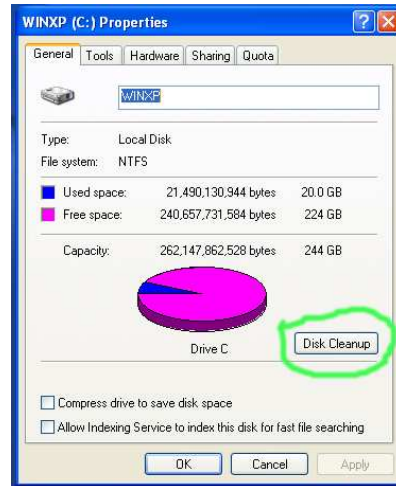 WINXP (C:) Properties
General Tools Hardware Sharing Quota
WINXP
Type: Local Disk
File system: NTFS
Used space: 21,490,130,944 bytes 20.0 GB
Free space: 240,657,731,584 bytes 224 GB
Capacity: 262,147,862,528 bytes 244 GB
Drive C
Disk Cleanup
Compress drive to save disk space
Allow Indexing Service to index this disk for fast file searching
OK Cancel Apply